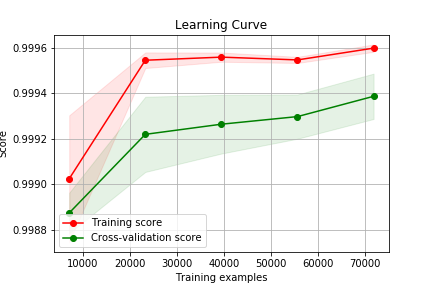 Learning Curve
0.9996
0.9994
0.9992
0.9990
0.9988
Score
Training score
Cross-validation score
10000 20000 30000 40000 50000 60000 70000
Training examples